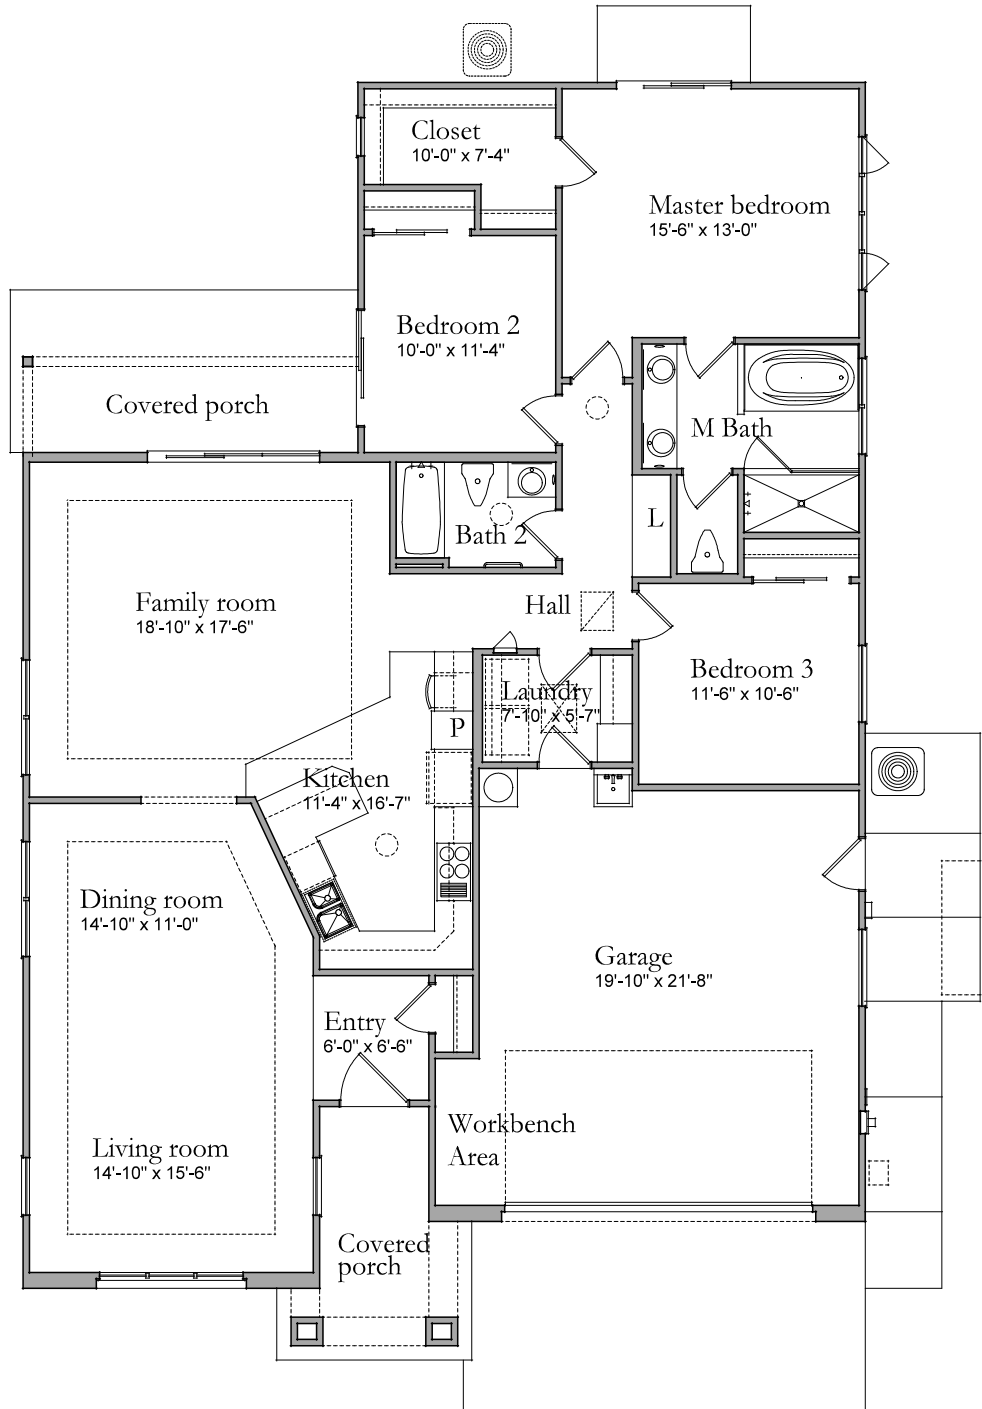 Closet
10'-0" x 7'-4"
Master bedroom
15'-6" x 13'-0"
Bedroom 2
10'-0" x 11'-4"
Covered porch
M Bath
L
Bath 2
Family room
18'-10" x 17'-6"
Hall
Bedroom 3
11'-6" x 10'-6"
Laundry
7'-10" x 5'-7"
P
Kitchen
11'-4" x 16'-7"
Dining room
14'-10" x 11'-0"
Garage
19'-10" x 21'-8"
Entry
6'-0" x 6'-6"
Workbench
Area
Living room
14'-10" x 15'-6"
Covered
porch